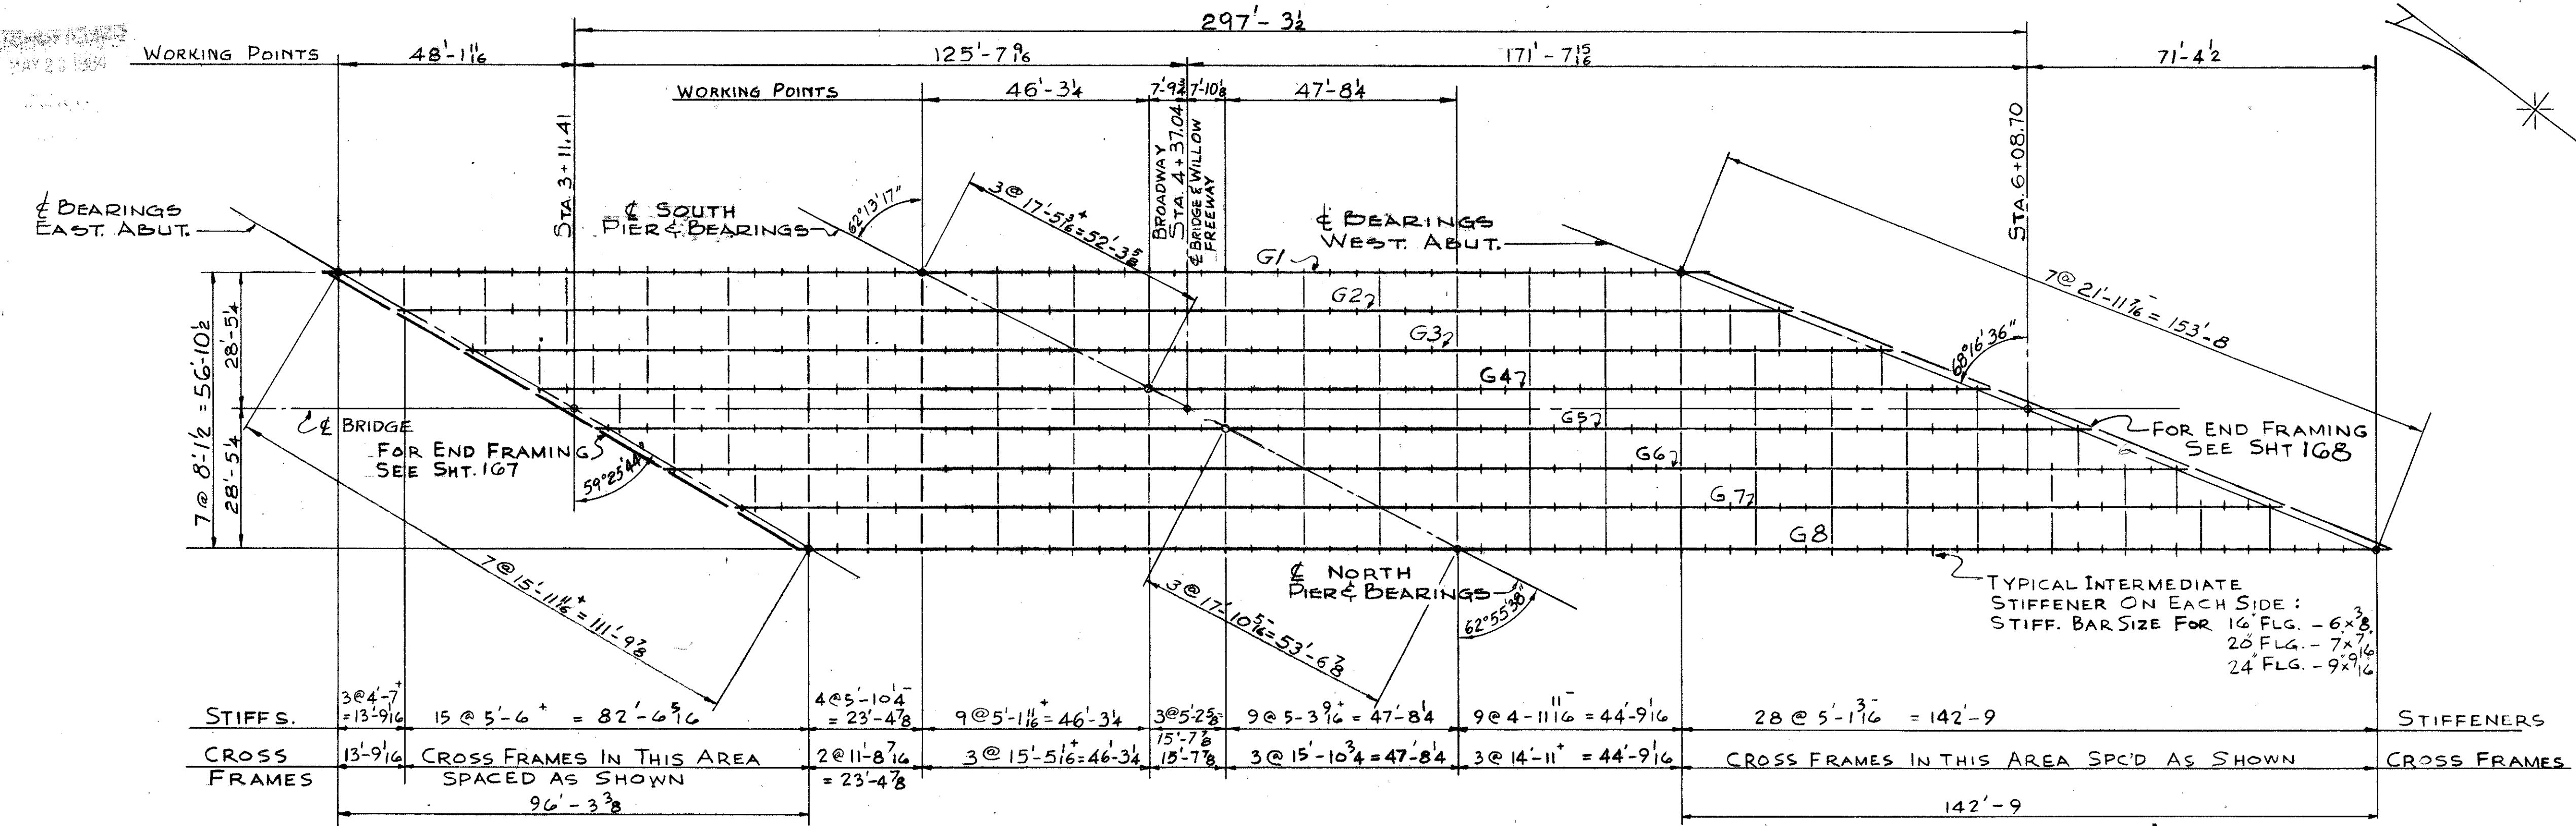 297'-3½
MAY 23 1964
WORKING POINTS
48'-1 1/16
125'-7 9/16
171'-7 15/16
71'-4½
WORKING POINTS
46'-3¼
7'-9¾
7'-10⅛
47'-8¼
STA. 3+11.41
BROADWAY
STA. 4+37.04
℄ BRIDGE & WILLOW
FREEWAY
STA. 6+08.70
℄ BEARINGS
EAST. ABUT.
℄ SOUTH
PIER & BEARINGS
62°13'17"
3 @ 17'-5 3/16+ = 52'-3⅝
℄ BEARINGS
WEST. ABUT.
G1
G2
G3
G4
G5
G6
G7
G8
7 @ 21'-11 7/16- = 153'-8
68°16'36"
7 @ 8'-1½ = 56'-10½
28'-5¼
28'-5¼
℄ BRIDGE
FOR END FRAMING
SEE SHT. 167
59°25'44"
FOR END FRAMING
SEE SHT 168
7 @ 15'-11 11/16+ = 111'-9⅞
3 @ 17'-10 5/16- = 53'-6⅞
℄ NORTH
PIER & BEARINGS
62°55'38"
TYPICAL INTERMEDIATE
STIFFENER ON EACH SIDE :
STIFF. BAR SIZE FOR 16" FLG. - 6 x ⅜
20" FLG. - 7 x 7/16
24" FLG. - 9 x 9/16
STIFFS.
3 @ 4'-7+
= 13'-9 1/16
15 @ 5'-6+ = 82'-6 5/16
4 @ 5'-10¼-
= 23'-4⅞
9 @ 5'-1 11/16+ = 46'-3¼
3 @ 5'-2⅝=
15'-7⅞
9 @ 5-3 9/16+ = 47'-8¼
9 @ 4-11 11/16- = 44'-9 1/16
28 @ 5'-1 3/16- = 142'-9
STIFFENERS
CROSS
FRAMES
13'-9 1/16
CROSS FRAMES IN THIS AREA
SPACED AS SHOWN
2 @ 11'-8 7/16
= 23'-4⅞
3 @ 15'-5 1/16+ = 46'-3¼
15'-7⅞
3 @ 15'-10¾ = 47'-8¼
3 @ 14'-11+ = 44'-9 1/16
CROSS FRAMES IN THIS AREA SPC'D AS SHOWN
CROSS FRAMES
96'-3⅜
142'-9